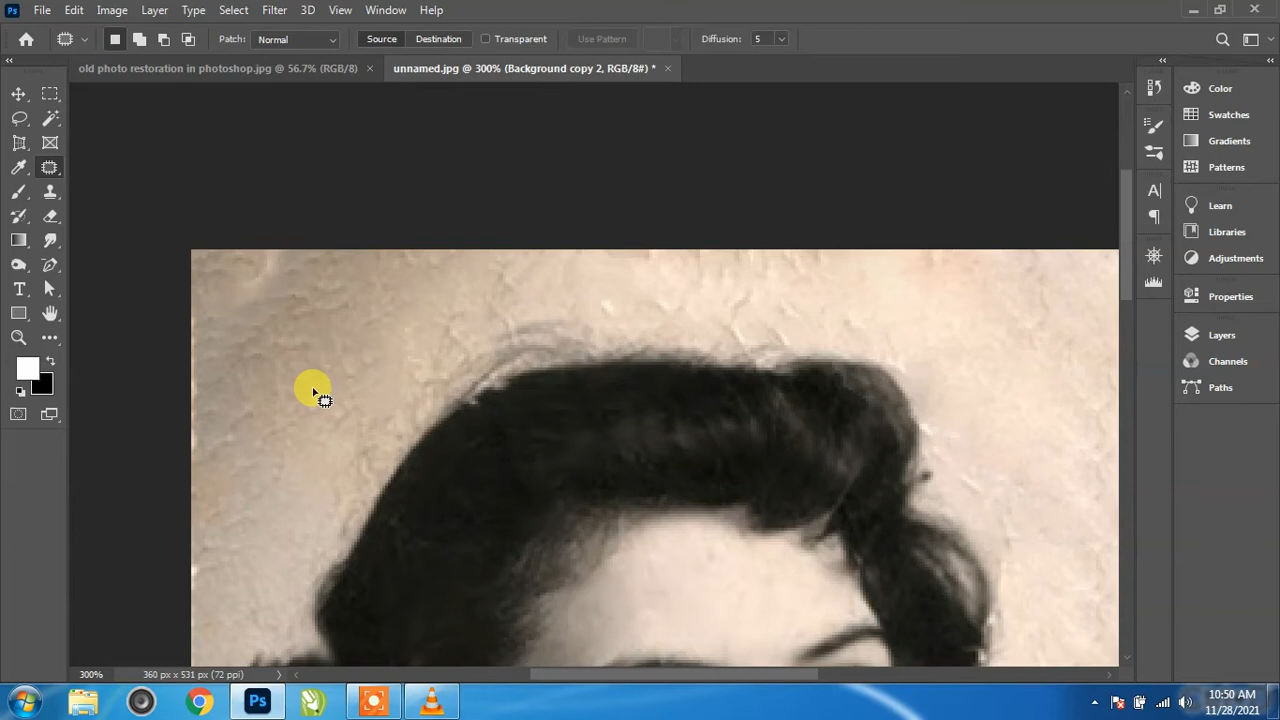 Ps File Edit Image Layer Type Select Filter 3D View Window Help
Patch: Normal Source Destination Transparent Use Pattern Diffusion: 5
old photo restoration in photoshop.jpg @ 56.7% (RGB/8) × unnamed.jpg @ 300% (Background copy 2, RGB/8#) * ×
Color
Swatches
Gradients
Patterns
Learn
Libraries
Adjustments
Properties
Layers
Channels
Paths
300% 360 px x 531 px (72 ppi)
Ps
10:50 AM
11/28/2021